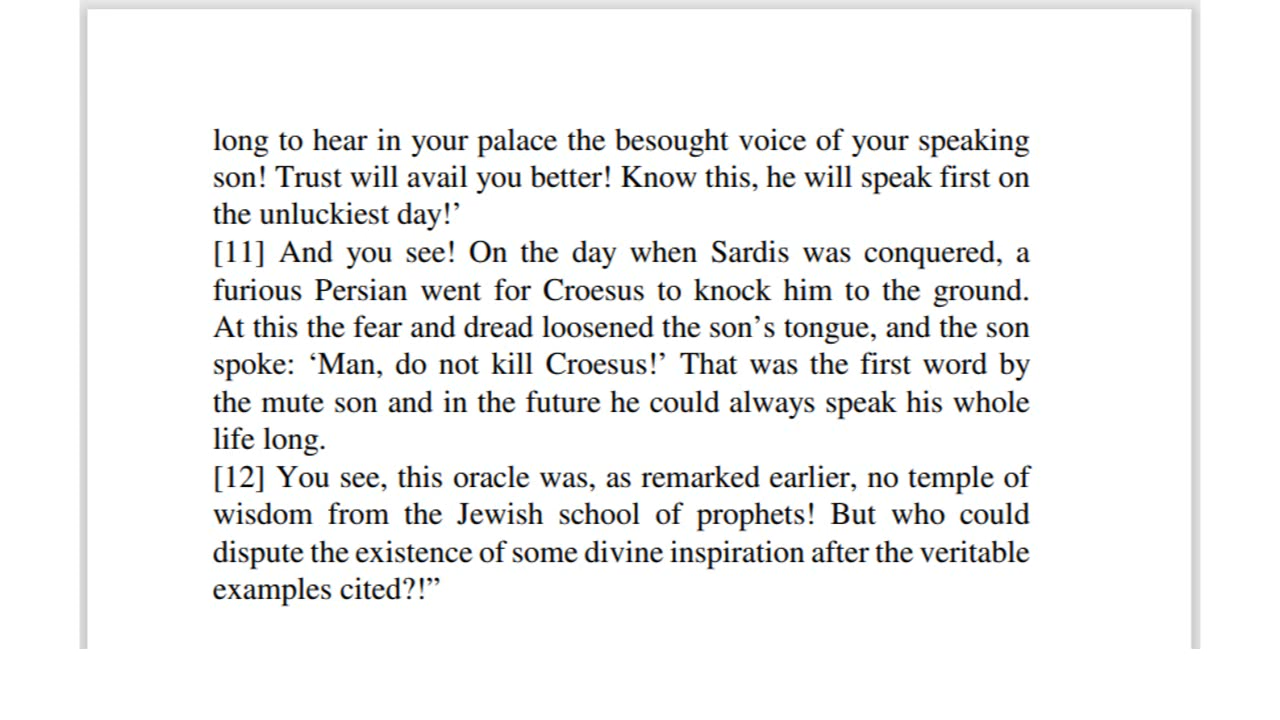 long to hear in your palace the besought voice of your speaking
son! Trust will avail you better! Know this, he will speak first on
the unluckiest day!’
[11] And you see! On the day when Sardis was conquered, a
furious Persian went for Croesus to knock him to the ground.
At this the fear and dread loosened the son’s tongue, and the son
spoke: ‘Man, do not kill Croesus!’ That was the first word by
the mute son and in the future he could always speak his whole
life long.
[12] You see, this oracle was, as remarked earlier, no temple of
wisdom from the Jewish school of prophets! But who could
dispute the existence of some divine inspiration after the veritable
examples cited?!”